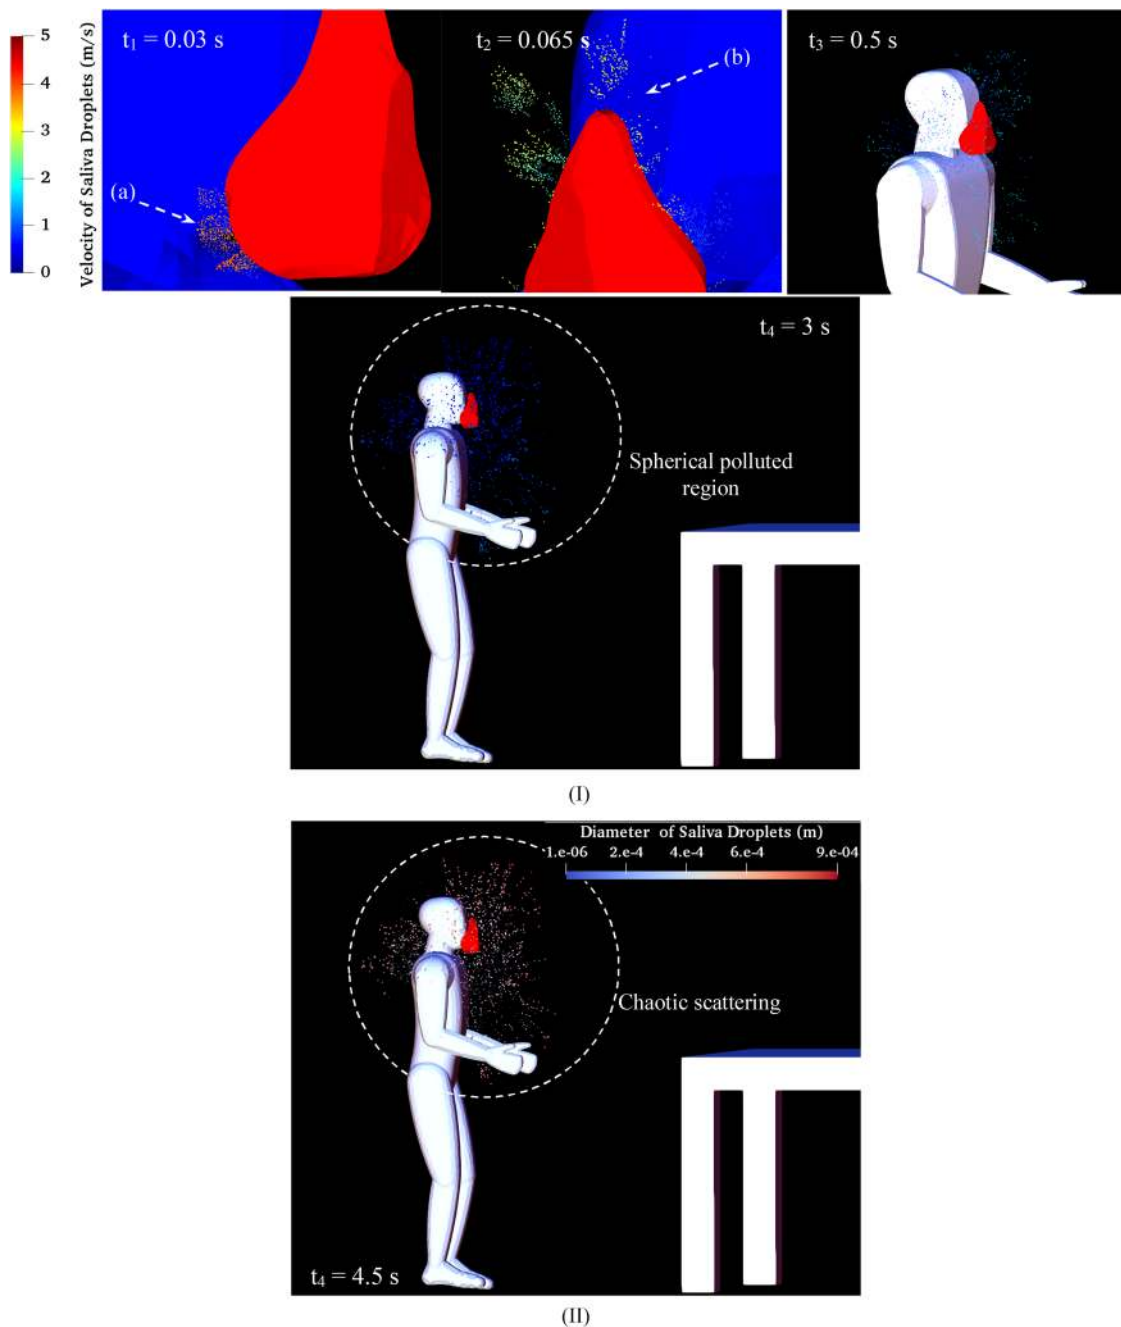 Velocity of Saliva Droplets (m/s)
5
4
3
2
1
0
t₁ = 0.03 s
(a)
t₂ = 0.065 s
(b)
t₃ = 0.5 s
t₄ = 3 s
Spherical polluted
region
(I)
Diameter of Saliva Droplets (m)
1.e-06 2.e-4 4.e-4 6.e-4 9.e-04
Chaotic scattering
t₄ = 4.5 s
(II)